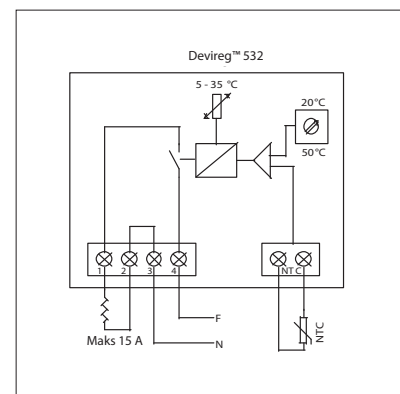 Devireg™ 532
5 - 35 °C
20°C
50°C
1 2 3 4
NTC
F
Maks 15 A
N
NTC